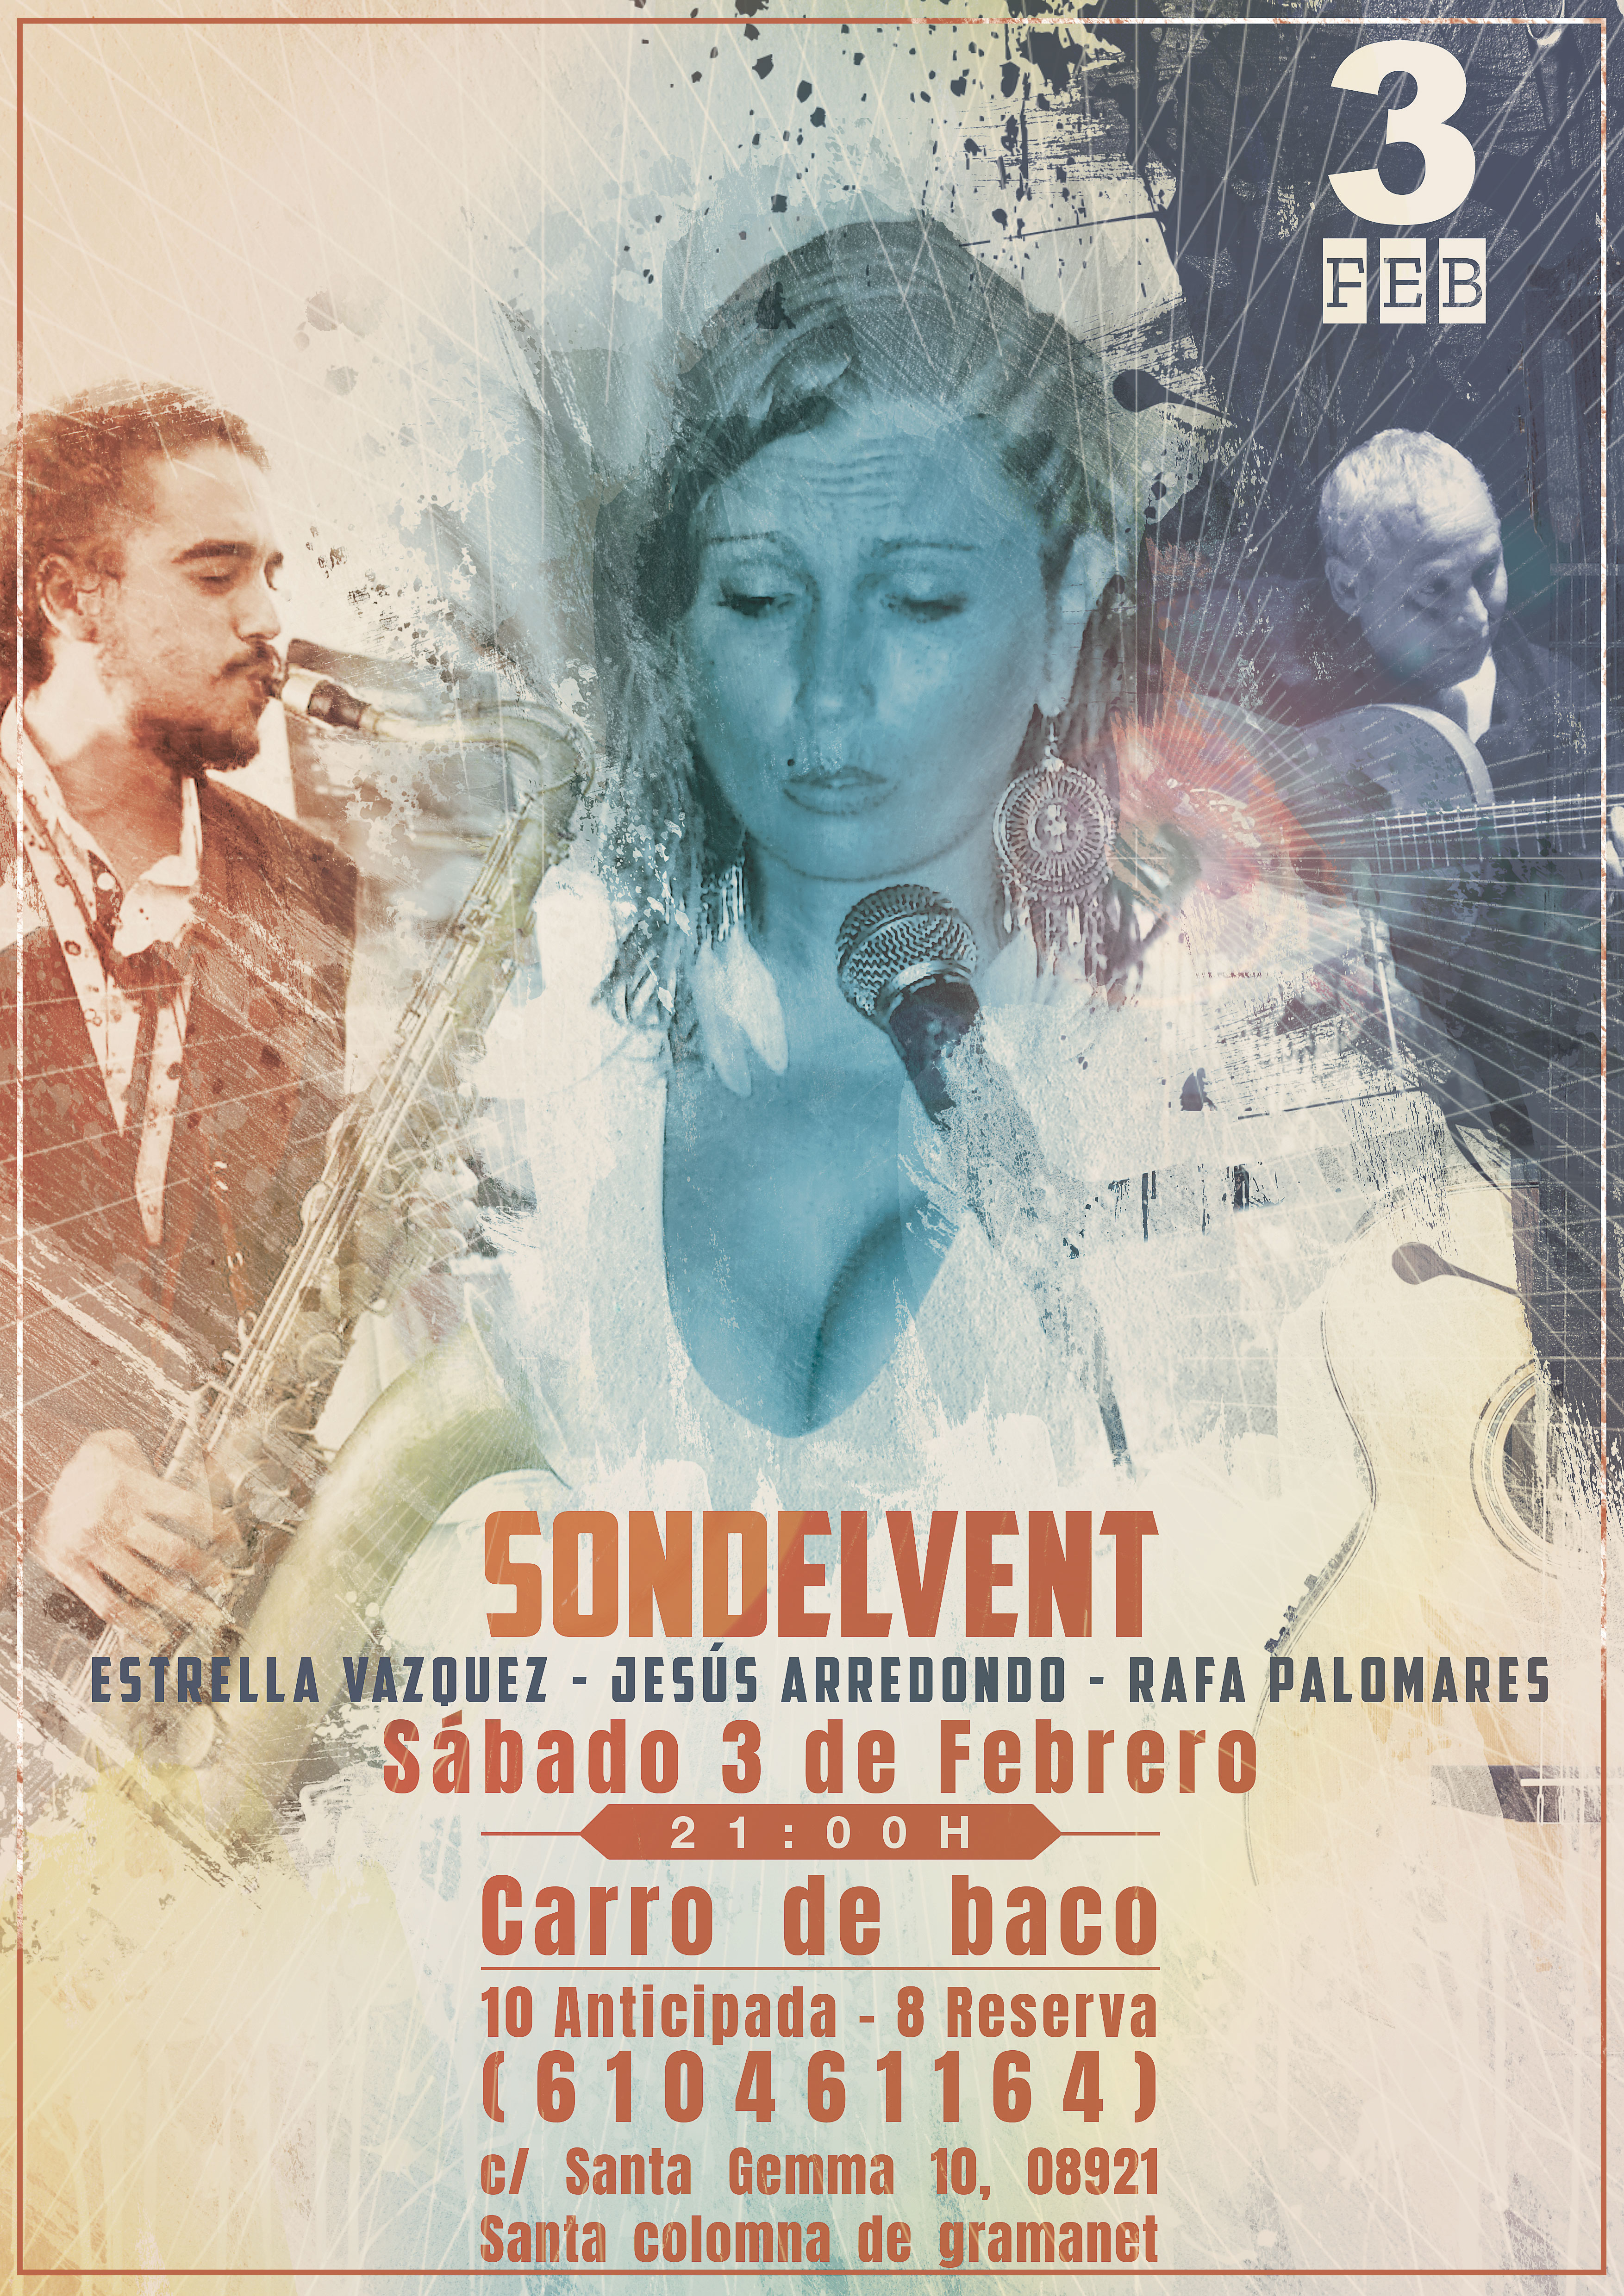 3
FEB
SONDELVENT
ESTRELLA VAZQUEZ - JESÚS ARREDONDO - RAFA PALOMARES
Sábado 3 de Febrero
21:00H
Carro de baco
10 Anticipada - 8 Reserva
(610461164)
c/ Santa Gemma 10, 08921
Santa colomna de gramanet